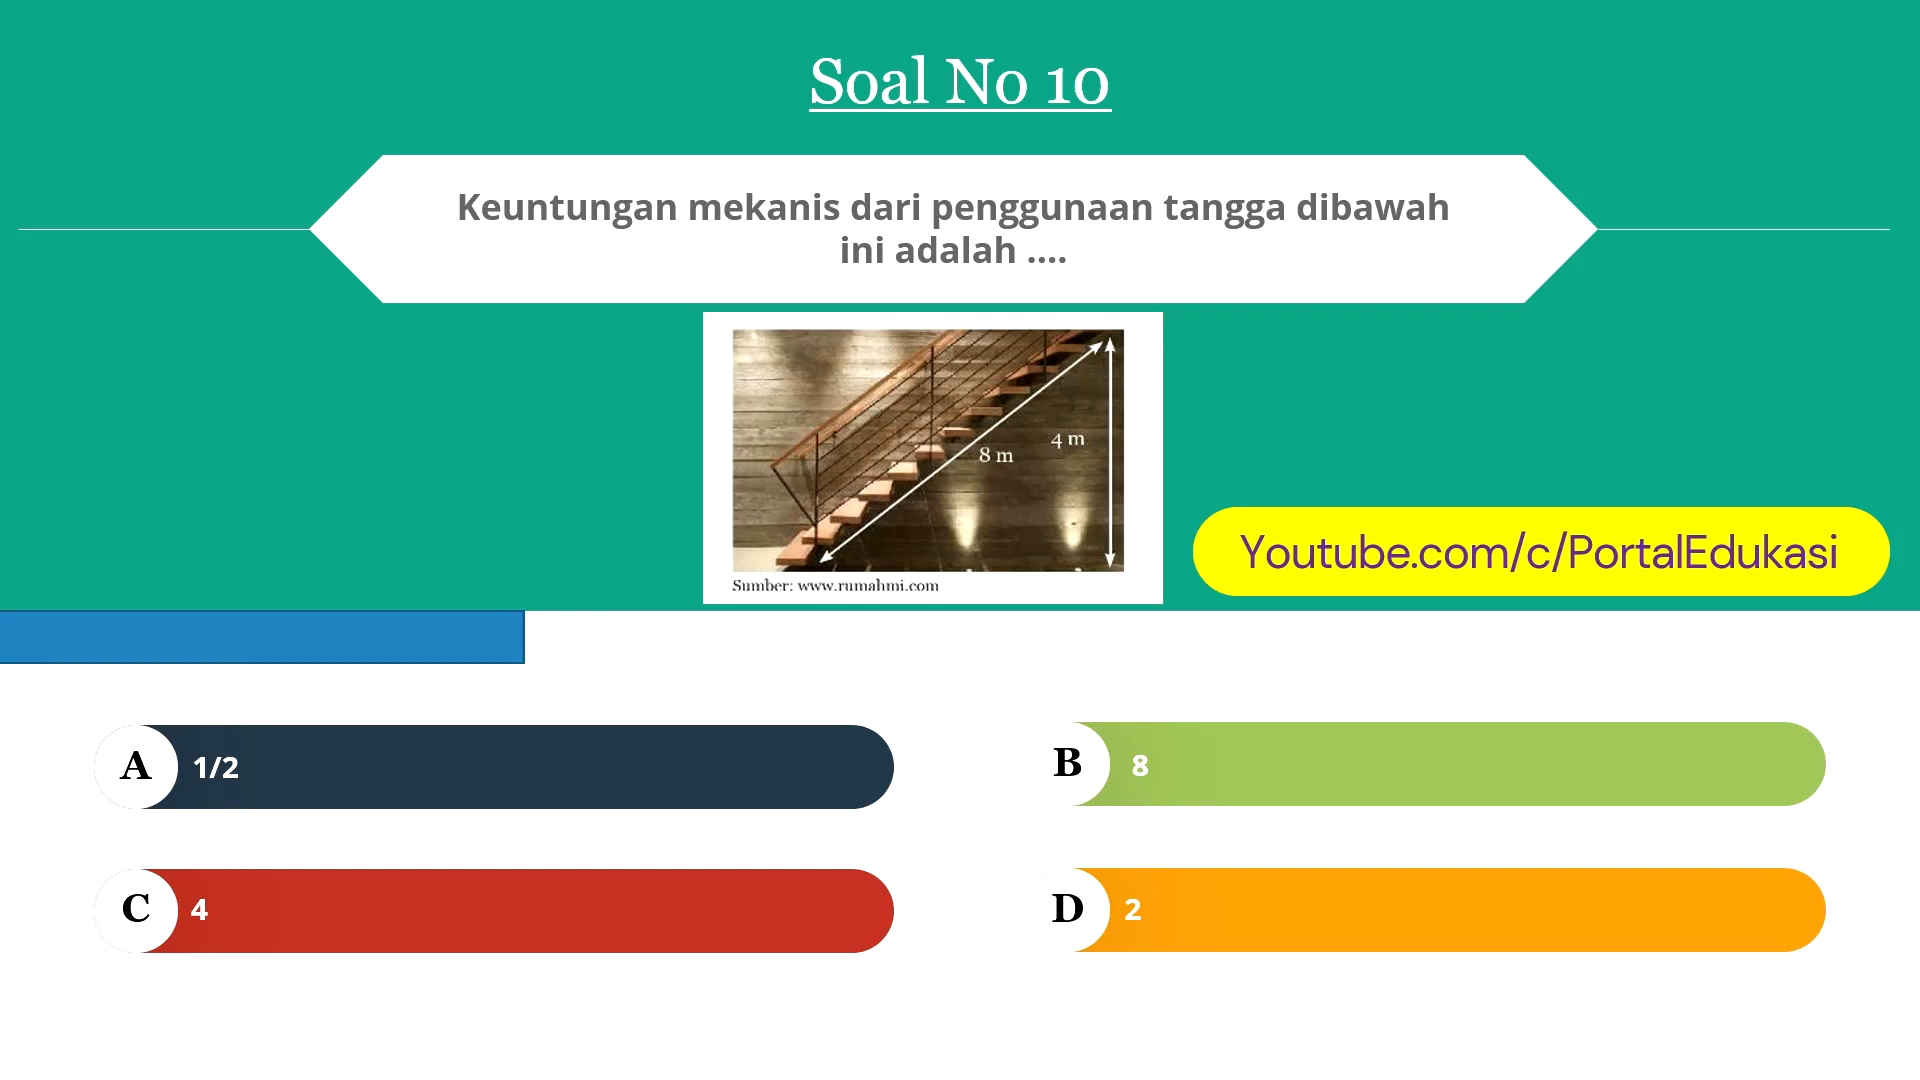 Soal No 10
Keuntungan mekanis dari penggunaan tangga dibawah
ini adalah ....
8 m
4 m
Sumber: www.rumahmi.com
Youtube.com/c/PortalEdukasi
A 1/2
B 8
C 4
D 2